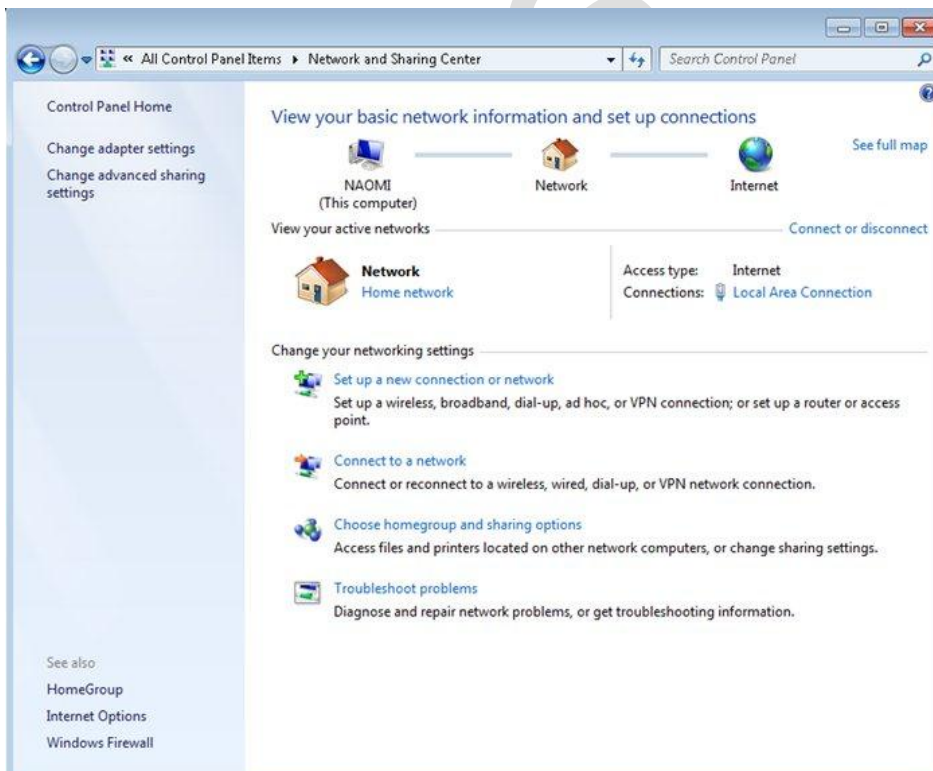 « All Control Panel Items ▸ Network and Sharing Center
Search Control Panel
Control Panel Home
Change adapter settings
Change advanced sharing
settings
View your basic network information and set up connections
See full map
NAOMI
(This computer)
Network
Internet
View your active networks
Connect or disconnect
Network
Home network
Access type: Internet
Connections: Local Area Connection
Change your networking settings
Set up a new connection or network
Set up a wireless, broadband, dial-up, ad hoc, or VPN connection; or set up a router or access
point.
Connect to a network
Connect or reconnect to a wireless, wired, dial-up, or VPN network connection.
Choose homegroup and sharing options
Access files and printers located on other network computers, or change sharing settings.
Troubleshoot problems
Diagnose and repair network problems, or get troubleshooting information.
See also
HomeGroup
Internet Options
Windows Firewall